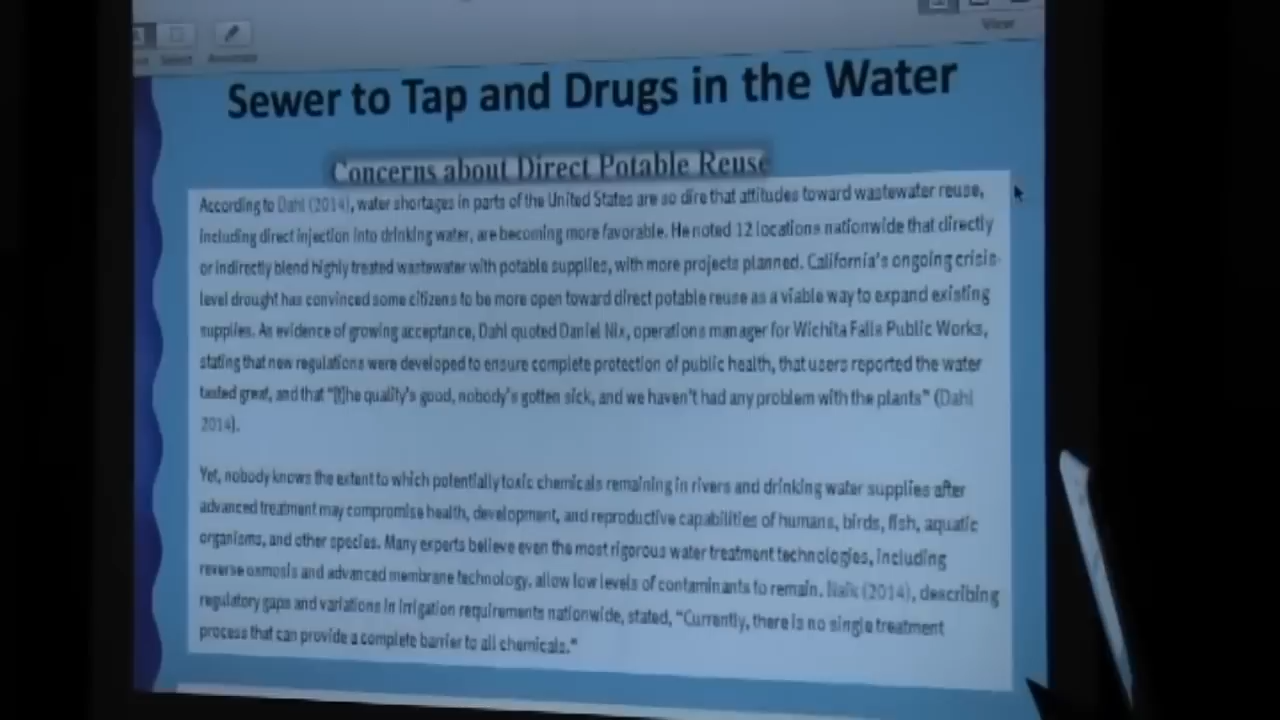 View
Select
Annotate
Sewer to Tap and Drugs in the Water
Concerns about Direct Potable Reuse
According to Dahl (2014), water shortages in parts of the United States are so dire that attitudes toward wastewater reuse,
including direct injection into drinking water, are becoming more favorable. He noted 12 locations nationwide that directly
or indirectly blend highly treated wastewater with potable supplies, with more projects planned. California's ongoing crisis-
level drought has convinced some citizens to be more open toward direct potable reuse as a viable way to expand existing
supplies. As evidence of growing acceptance, Dahl quoted Daniel Nix, operations manager for Wichita Falls Public Works,
stating that new regulations were developed to ensure complete protection of public health, that users reported the water
tasted great, and that "[t]he quality's good, nobody's gotten sick, and we haven't had any problem with the plants" (Dahl
2014).
Yet, nobody knows the extent to which potentially toxic chemicals remaining in rivers and drinking water supplies after
advanced treatment may compromise health, development, and reproductive capabilities of humans, birds, fish, aquatic
organisms, and other species. Many experts believe even the most rigorous water treatment technologies, including
reverse osmosis and advanced membrane technology, allow low levels of contaminants to remain. Naik (2014), describing
regulatory gaps and variations in irrigation requirements nationwide, stated, "Currently, there is no single treatment
process that can provide a complete barrier to all chemicals."